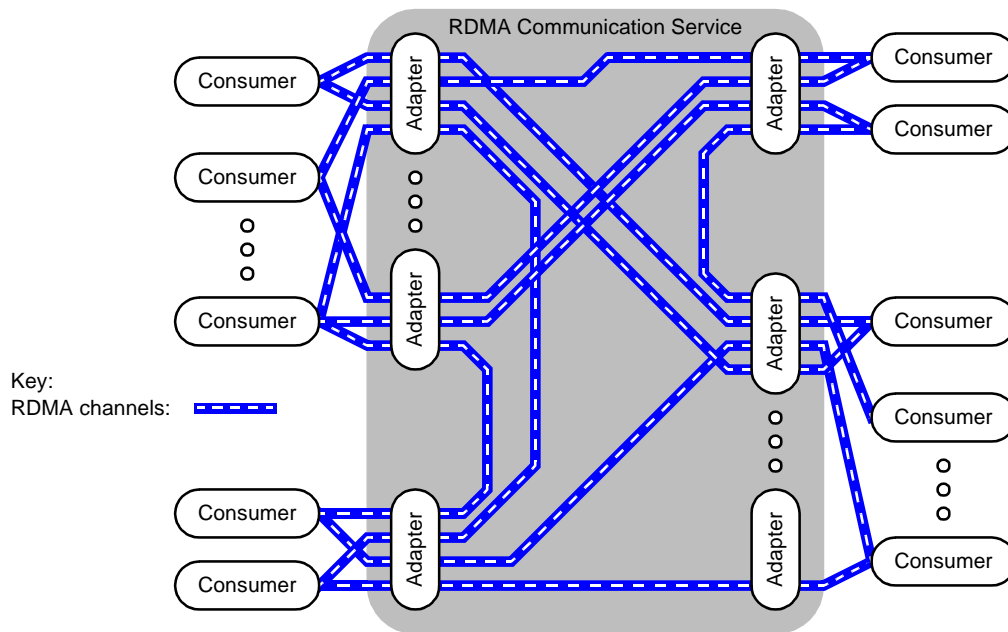 RDMA Communication Service
Consumer
Adapter
Adapter
Consumer
Consumer
Consumer
Adapter
Adapter
Consumer
Consumer
Key:
RDMA channels:
Consumer
Consumer
Adapter
Adapter
Consumer
Consumer